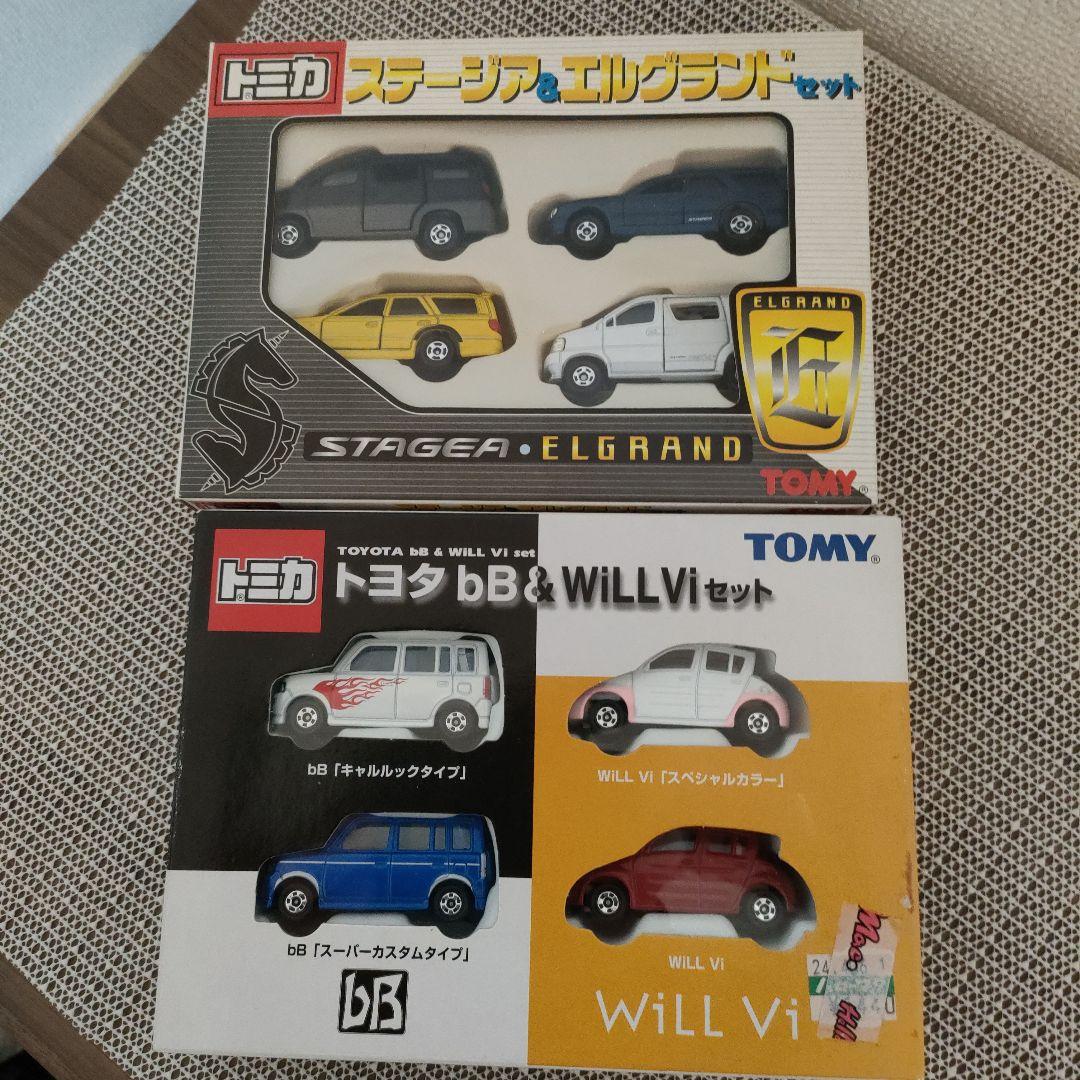 トミカ
ステージア&エルグランドセット
STAGEA
ELGRAND
E
STAGEA・ELGRAND
TOMY®
トミカ
TOYOTA bB & WiLL Vi set
トヨタ bB & WiLL Vi セット
TOMY®
bB「キャルルックタイプ」
WiLL Vi「スペシャルカラー」
bB「スーパーカスタムタイプ」
WiLL Vi
bB
WiLL Vi